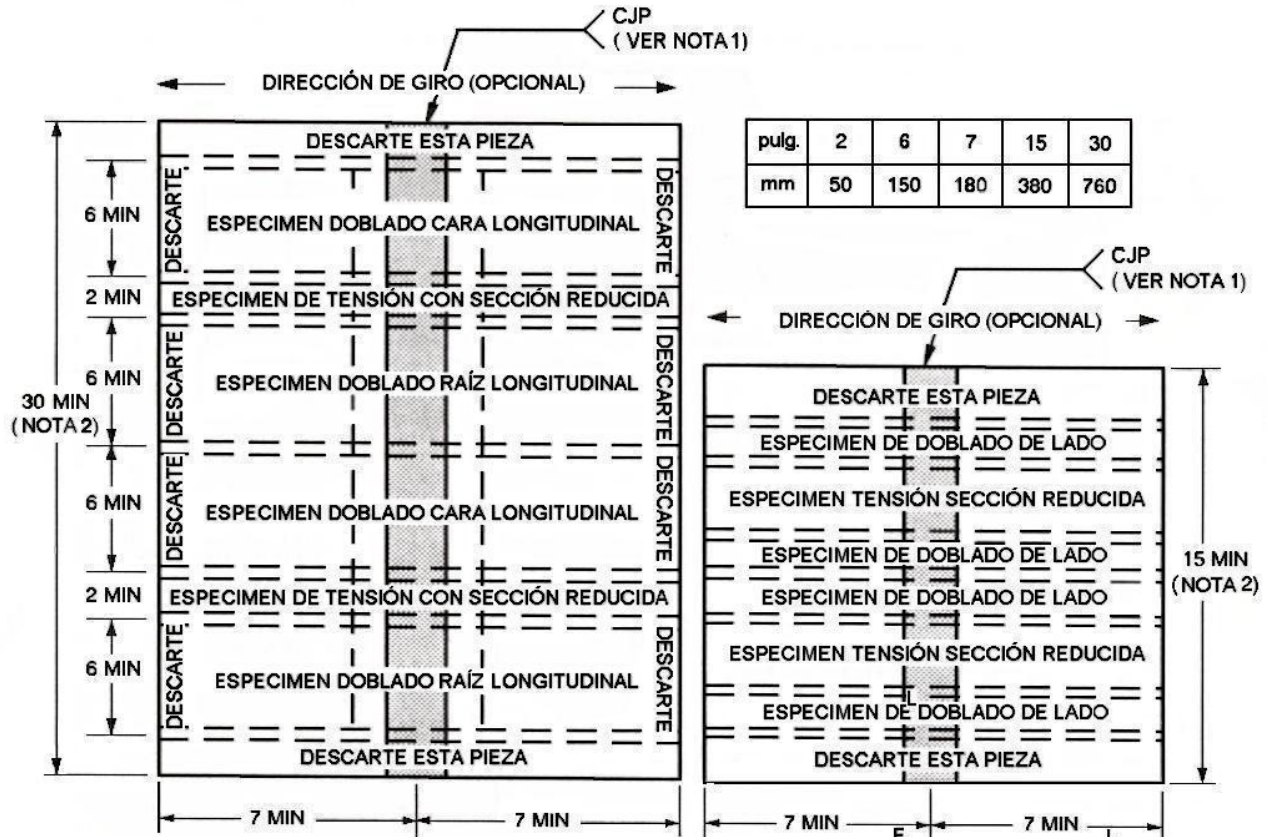 CJP
( VER NOTA 1)
DIRECCIÓN DE GIRO (OPCIONAL)
DESCARTE ESTA PIEZA
DESCARTE
DESCARTE
6 MIN
ESPECIMEN DOBLADO CARA LONGITUDINAL
2 MIN
ESPECIMEN DE TENSIÓN CON SECCIÓN REDUCIDA
DESCARTE
DESCARTE
6 MIN
ESPECIMEN DOBLADO RAÍZ LONGITUDINAL
30 MIN
( NOTA 2)
DESCARTE
DESCARTE
6 MIN
ESPECIMEN DOBLADO CARA LONGITUDINAL
2 MIN
ESPECIMEN DE TENSIÓN CON SECCIÓN REDUCIDA
DESCARTE
DESCARTE
6 MIN
ESPECIMEN DOBLADO RAÍZ LONGITUDINAL
DESCARTE ESTA PIEZA
7 MIN 7 MIN
pulg. 2 6 7 15 30
mm 50 150 180 380 760
CJP
( VER NOTA 1)
DIRECCIÓN DE GIRO (OPCIONAL)
DESCARTE ESTA PIEZA
ESPECIMEN DE DOBLADO DE LADO
ESPECIMEN TENSIÓN SECCIÓN REDUCIDA
ESPECIMEN DE DOBLADO DE LADO
15 MIN
(NOTA 2)
ESPECIMEN DE DOBLADO DE LADO
ESPECIMEN TENSIÓN SECCIÓN REDUCIDA
L
ESPECIMEN DE DOBLADO DE LADO
DESCARTE ESTA PIEZA
7 MIN 7 MIN